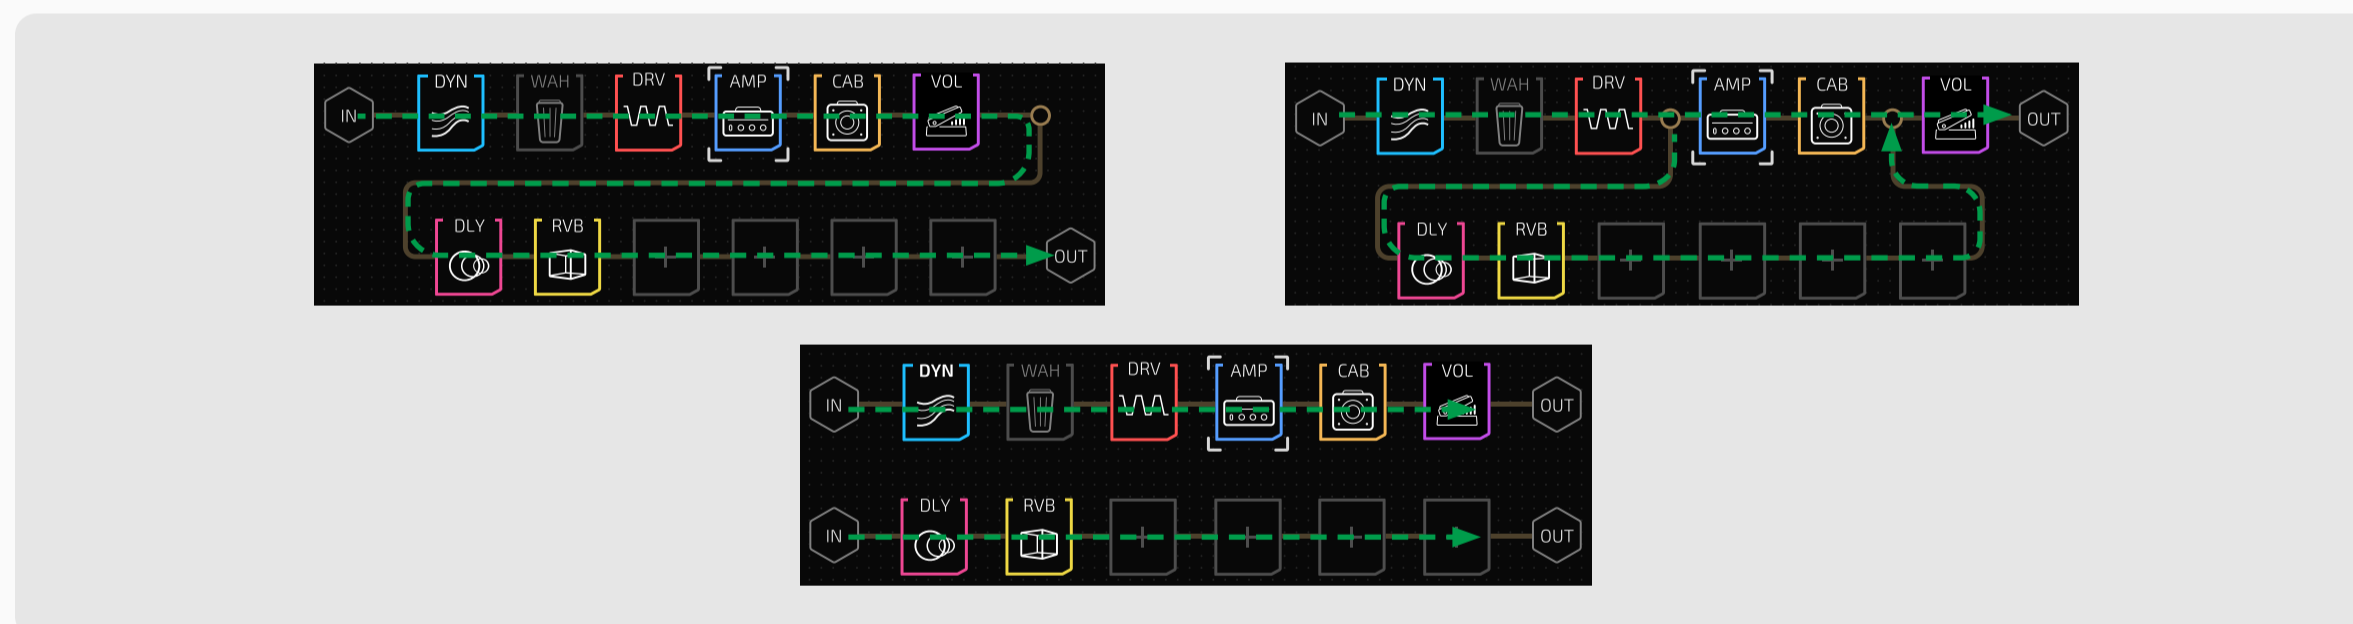 IN DYN WAH DRV AMP CAB VOL
DLY RVB OUT
IN DYN WAH DRV AMP CAB VOL OUT
DLY RVB
IN DYN WAH DRV AMP CAB VOL OUT
IN DLY RVB OUT